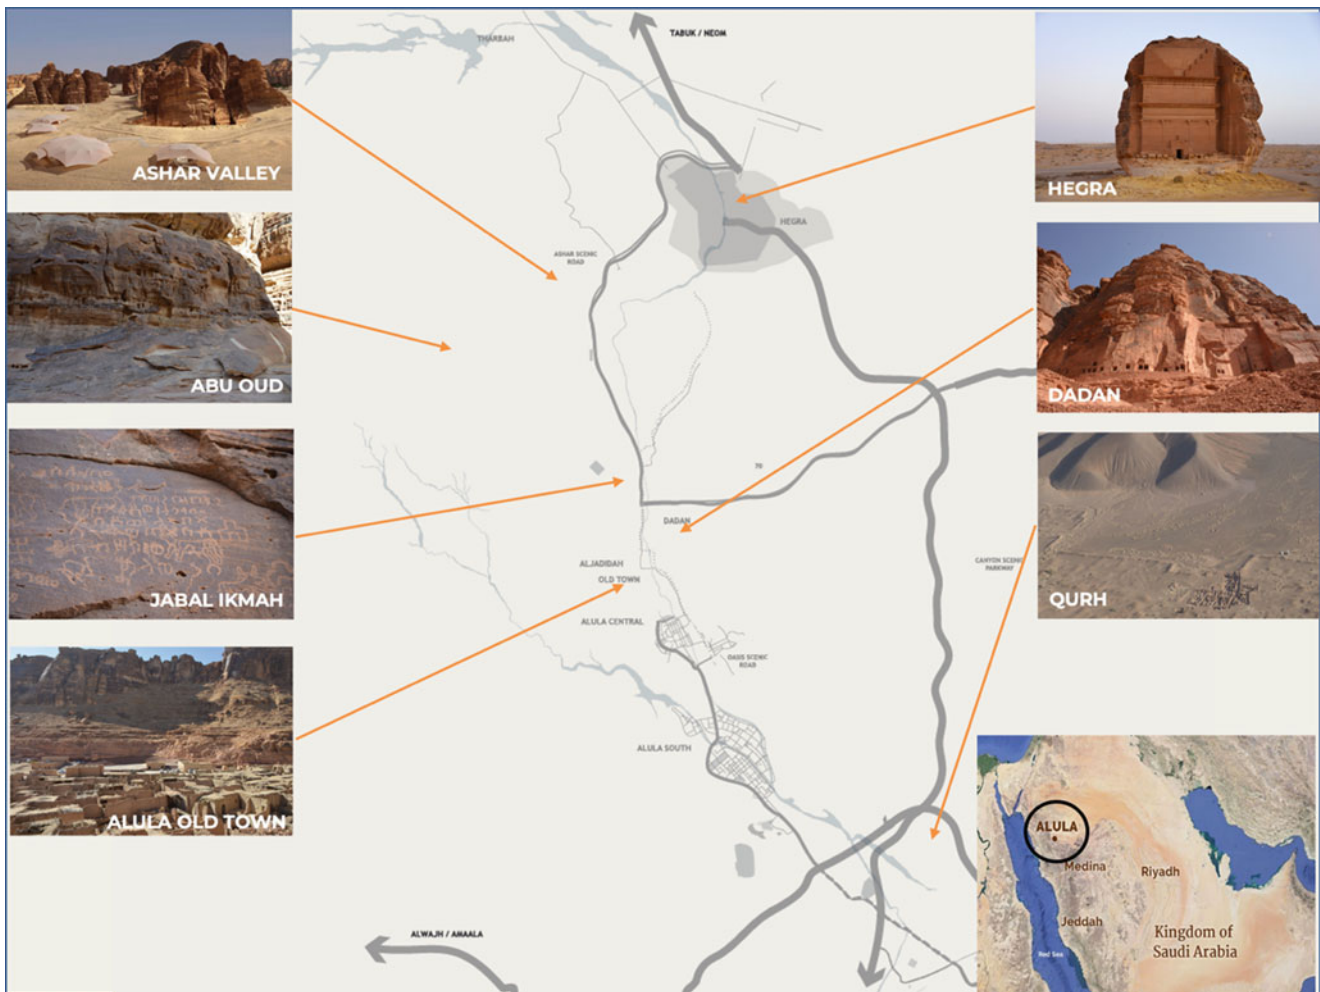 ASHAR VALLEY
ABU OUD
JABAL IKMAH
ALULA OLD TOWN
THARBAH
TABUK / NEOM
HEGRA
ASHAR SCENIC
ROAD
70
DADAN
ALJADIDAH
OLD TOWN
ALULA CENTRAL
OASIS SCENIC
ROAD
CANYON SCENIC
PARKWAY
ALULA SOUTH
ALWAJH / AMAALA
HEGRA
DADAN
QURH
ALULA
Medina
Riyadh
Jeddah
Kingdom of
Saudi Arabia
Red Sea